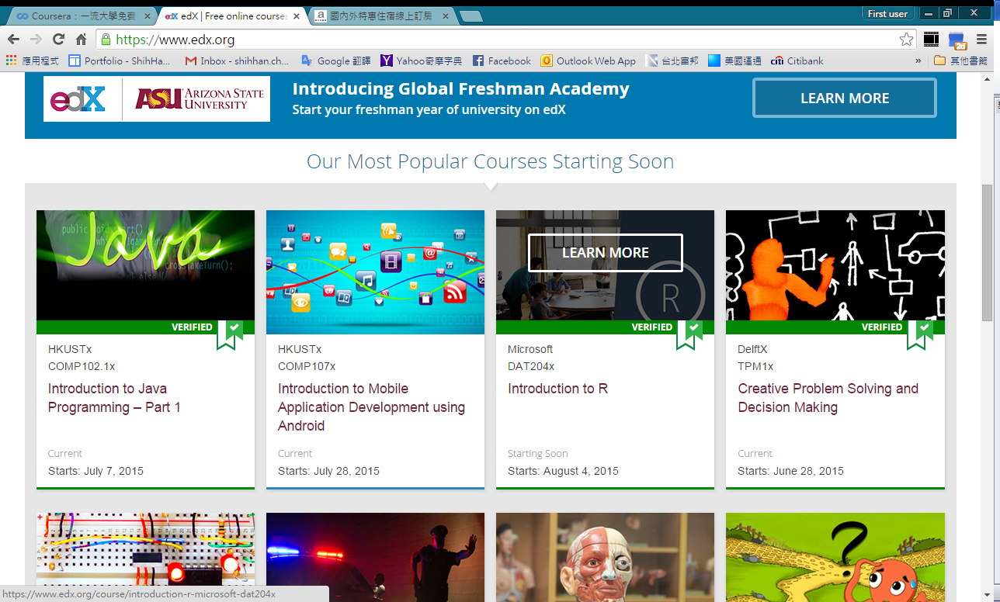 Coursera：一流大學免費
edX | Free online courses
國內外特惠住宿線上訂房
First user
https://www.edx.org
應用程式
Portfolio - ShihHa...
Inbox - shihhan.ch...
Google 翻譯
Yahoo奇摩字典
Facebook
Outlook Web App
台北富邦
美國運通
citi Citibank
»
其他書籤
edX
ASU ARIZONA STATE
UNIVERSITY
Introducing Global Freshman Academy
Start your freshman year of university on edX
LEARN MORE
Our Most Popular Courses Starting Soon
Java
LEARN MORE
R
VERIFIED
VERIFIED
VERIFIED
HKUSTx
COMP102.1x
Introduction to Java
Programming – Part 1
Current
Starts: July 7, 2015
HKUSTx
COMP107x
Introduction to Mobile
Application Development using
Android
Current
Starts: July 28, 2015
Microsoft
DAT204x
Introduction to R
Starting Soon
Starts: August 4, 2015
DelftX
TPM1x
Creative Problem Solving and
Decision Making
Current
Starts: June 28, 2015
?
https://www.edx.org/course/introduction-r-microsoft-dat204x